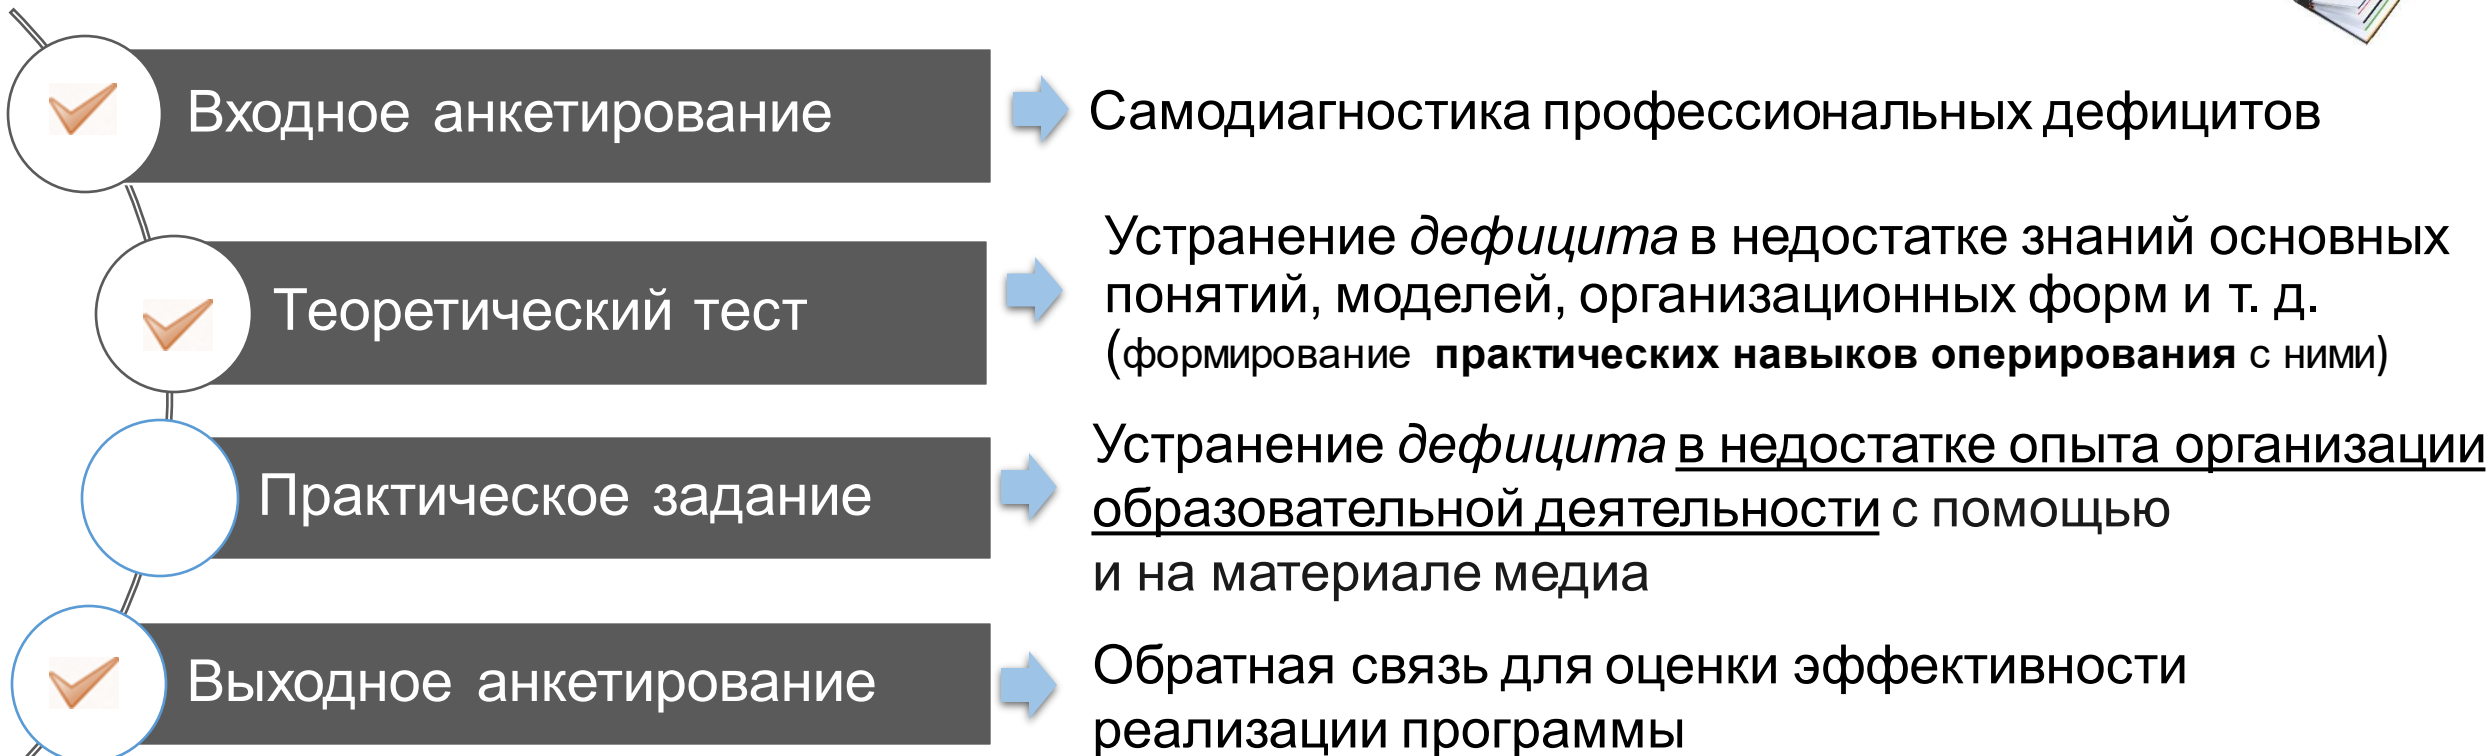 Входное анкетирование
Самодиагностика профессиональных дефицитов
Теоретический тест
Устранение дефицита в недостатке знаний основных
понятий, моделей, организационных форм и т. д.
(формирование практических навыков оперирования с ними)
Практическое задание
Устранение дефицита в недостатке опыта организации
образовательной деятельности с помощью
и на материале медиа
Выходное анкетирование
Обратная связь для оценки эффективности
реализации программы